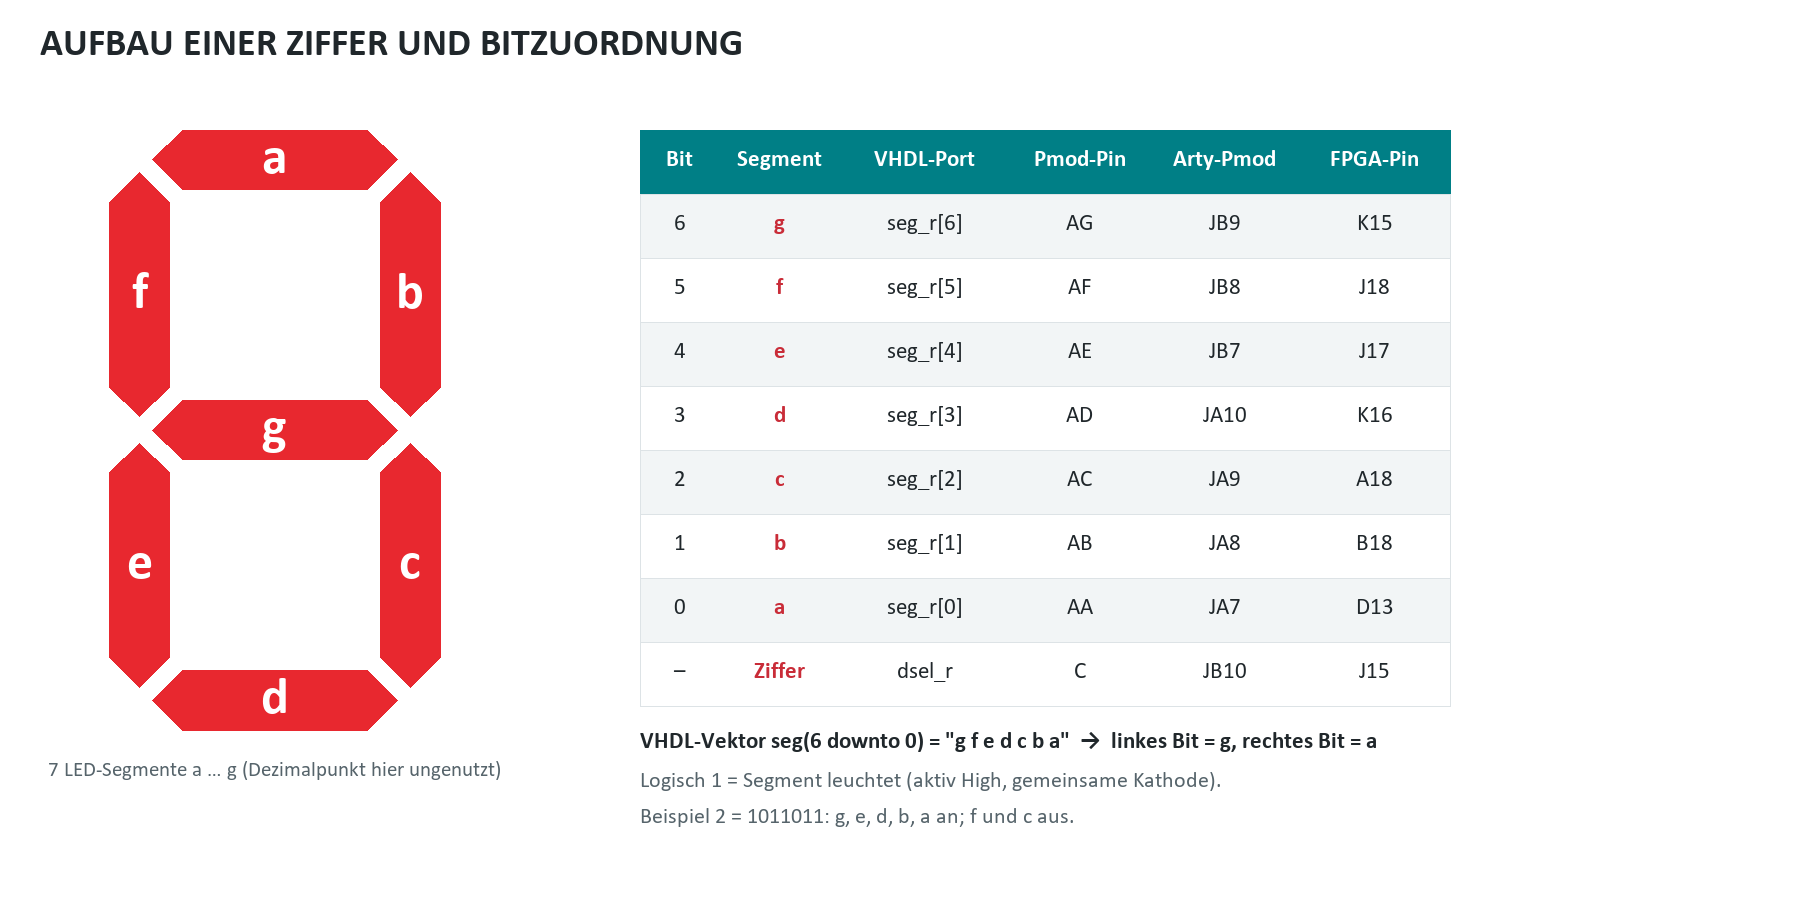 AUFBAU EINER ZIFFER UND BITZUORDNUNG
a
f
b
g
e
c
d
7 LED-Segmente a ... g (Dezimalpunkt hier ungenutzt)
Bit Segment VHDL-Port Pmod-Pin Arty-Pmod FPGA-Pin
6 g seg_r[6] AG JB9 K15
5 f seg_r[5] AF JB8 J18
4 e seg_r[4] AE JB7 J17
3 d seg_r[3] AD JA10 K16
2 c seg_r[2] AC JA9 A18
1 b seg_r[1] AB JA8 B18
0 a seg_r[0] AA JA7 D13
– Ziffer dsel_r C JB10 J15
VHDL-Vektor seg(6 downto 0) = "g f e d c b a" → linkes Bit = g, rechtes Bit = a
Logisch 1 = Segment leuchtet (aktiv High, gemeinsame Kathode).
Beispiel 2 = 1011011: g, e, d, b, a an; f und c aus.